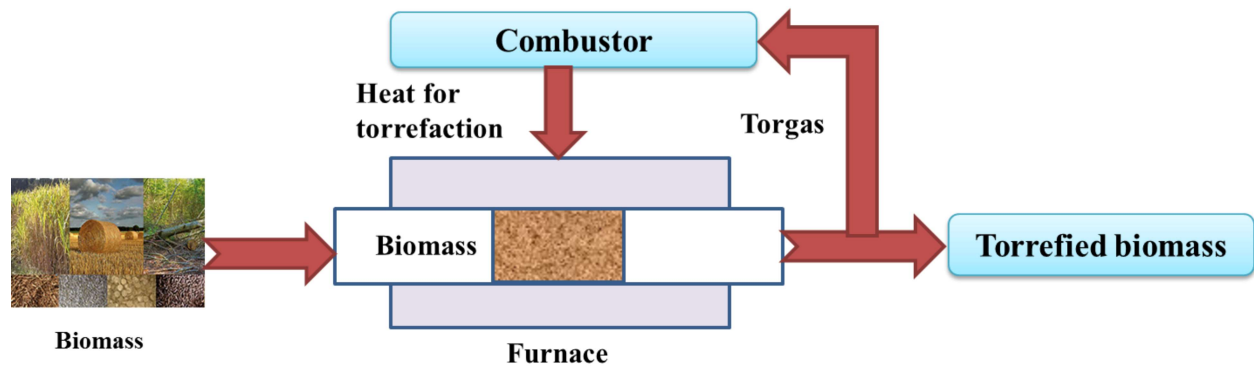 Combustor
Heat for
torrefaction
Torgas
Biomass
Torrefied biomass
Biomass
Furnace